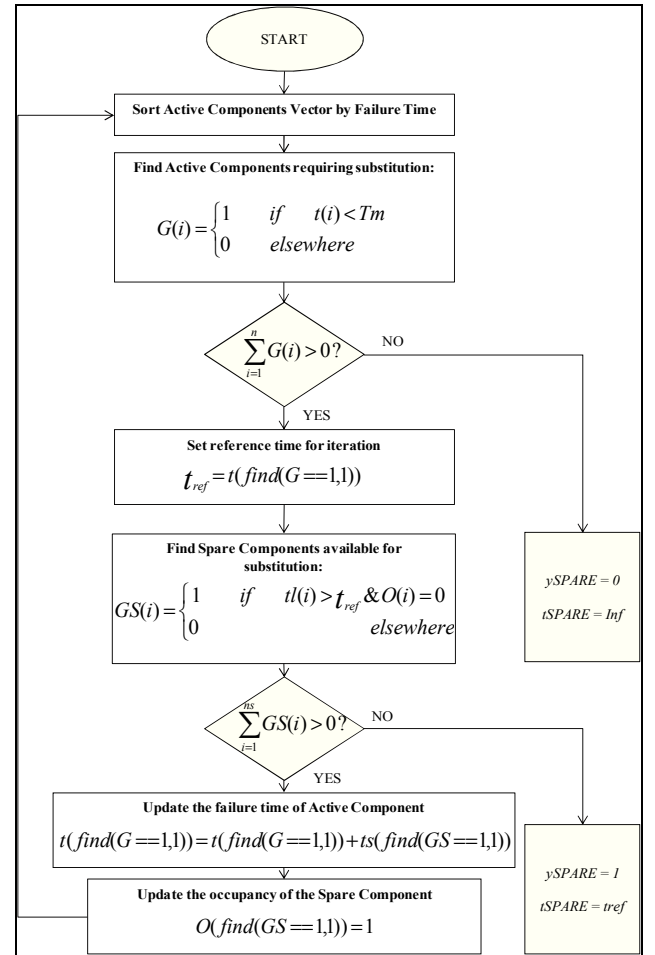 START
Sort Active Components Vector by Failure Time
Find Active Components requiring substitution:
G(i) = {1 if t(i) < Tm
0 elsewhere
∑_{i=1}^{n} G(i) > 0?
NO
YES
Set reference time for iteration
t_{ref} = t(find(G == 1,1))
Find Spare Components available for
substitution:
GS(i) = {1 if tl(i) > t_{ref} & O(i) = 0
0 elsewhere
ySPARE = 0
tSPARE = Inf
∑_{i=1}^{ns} GS(i) > 0?
NO
YES
Update the failure time of Active Component
t(find(G == 1,1)) = t(find(G == 1,1)) + ts(find(GS == 1,1))
Update the occupancy of the Spare Component
O(find(GS == 1,1)) = 1
ySPARE = 1
tSPARE = tref